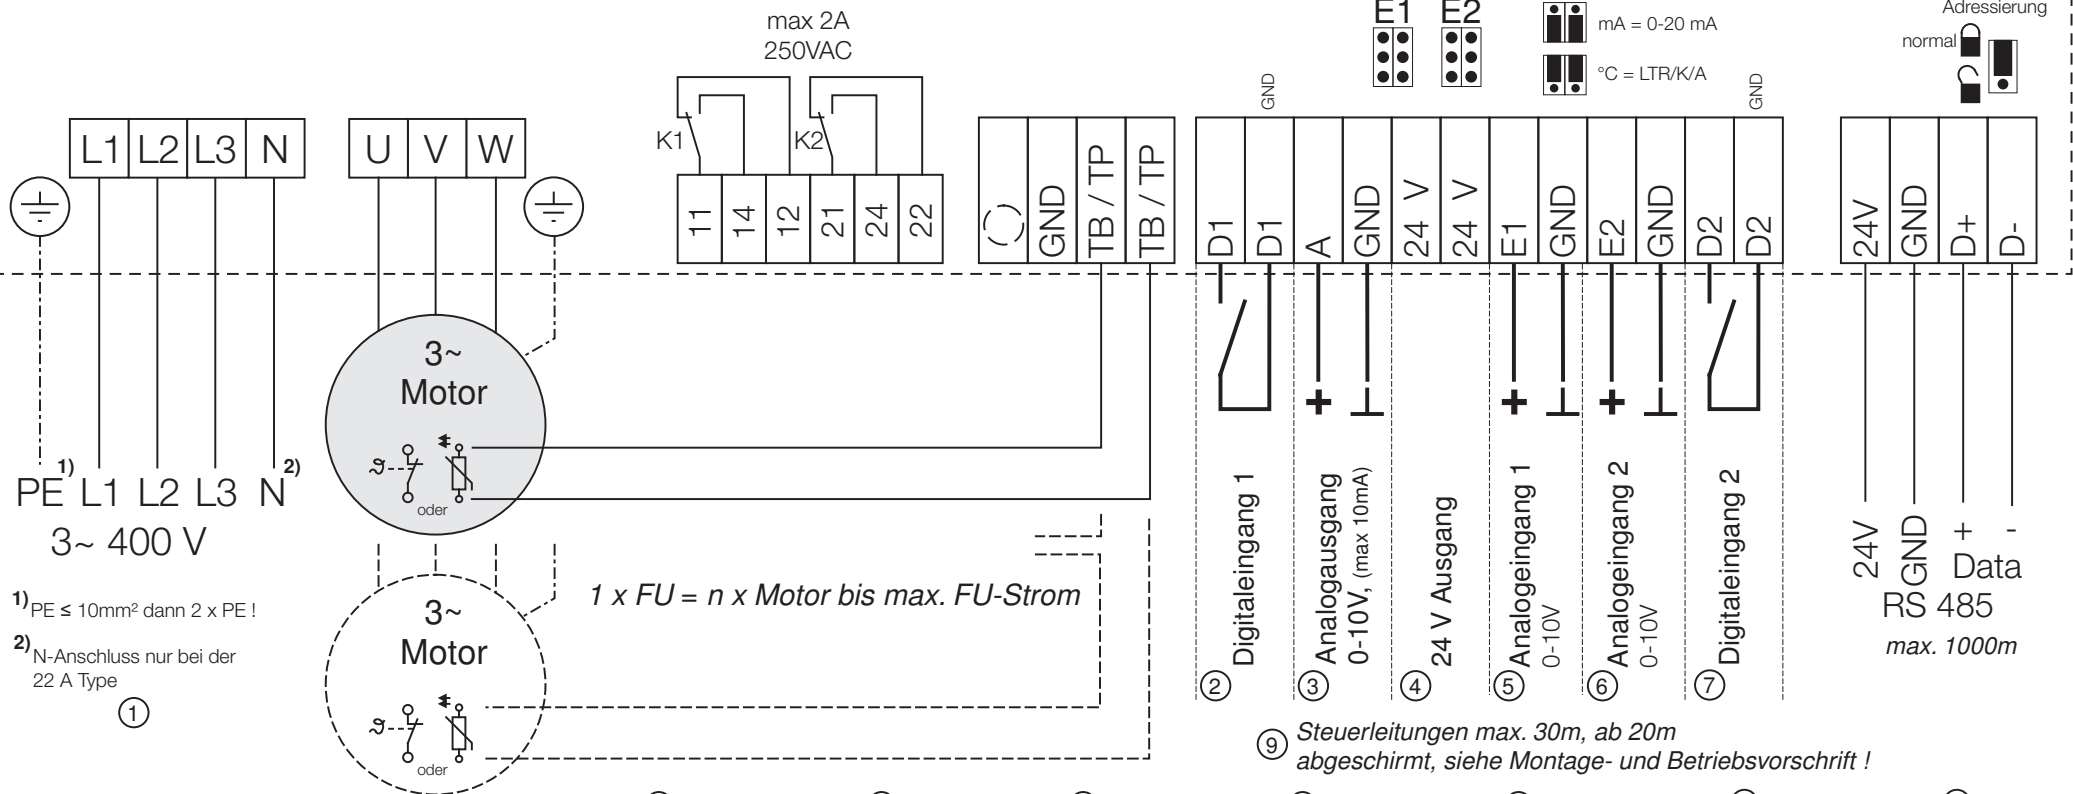 max 2A
250VAC
E1 E2
mA = 0-20 mA
°C = LTR/K/A
Adressierung
normal
GND
GND
L1 L2 L3 N
U V W
K1
K2
11 14 12 21 24 22
GND TB / TP TB / TP
D1 D1 A GND 24 V 24 V E1 GND E2 GND D2 D2
24V GND D+ D-
3~
Motor
oder
PE 1) L1 L2 L3 N 2)
3~ 400 V
1) PE ≤ 10mm² dann 2 x PE !
2) N-Anschluss nur bei der
22 A Type
①
1 x FU = n x Motor bis max. FU-Strom
3~
Motor
oder
+ ⊥ + ⊥ + ⊥
② Digitaleingang 1
③ Analogausgang
0-10V, (max 10mA)
④ 24 V Ausgang
⑤ Analogeingang 1
0-10V
⑥ Analogeingang 2
0-10V
⑦ Digitaleingang 2
24V GND + -
Data
RS 485
max. 1000m
⑨ Steuerleitungen max. 30m, ab 20m
abgeschirmt, siehe Montage- und Betriebsvorschrift !